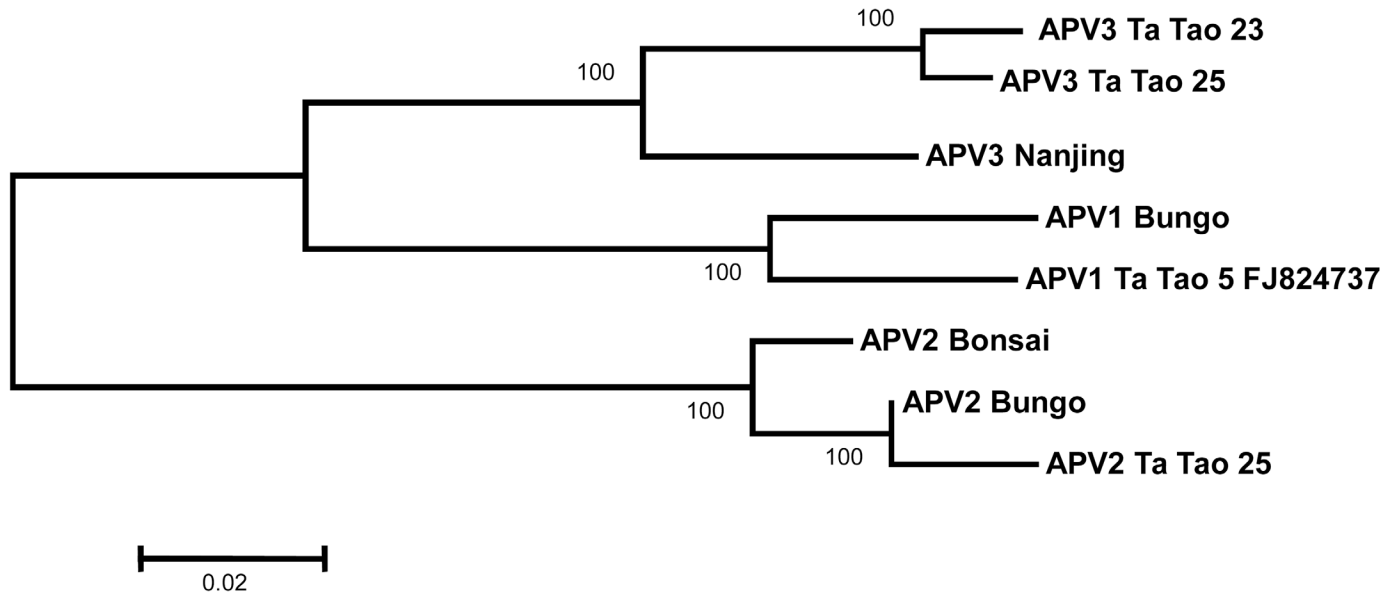 100
APV3 Ta Tao 23
100
APV3 Ta Tao 25
APV3 Nanjing
APV1 Bungo
100
APV1 Ta Tao 5 FJ824737
APV2 Bonsai
100
APV2 Bungo
100
APV2 Ta Tao 25
0.02